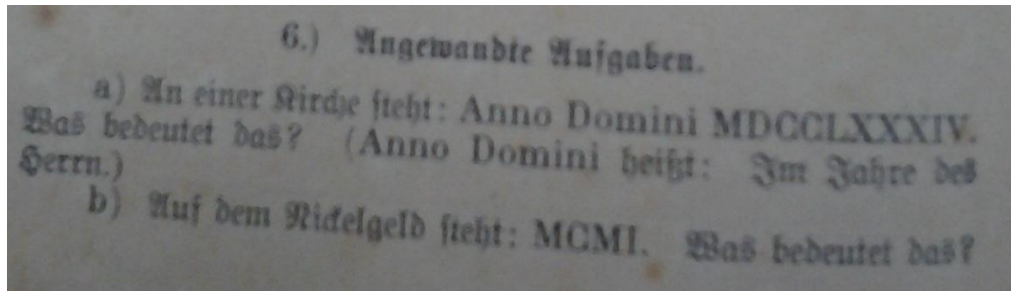 6.) Angewandte Aufgaben.
a) An einer Kirche steht: Anno Domini MDCCLXXXIV.
Was bedeutet das? (Anno Domini heißt: Im Jahre des
Herrn.)
b) Auf dem Nickelgeld steht: MCMI. Was bedeutet das?